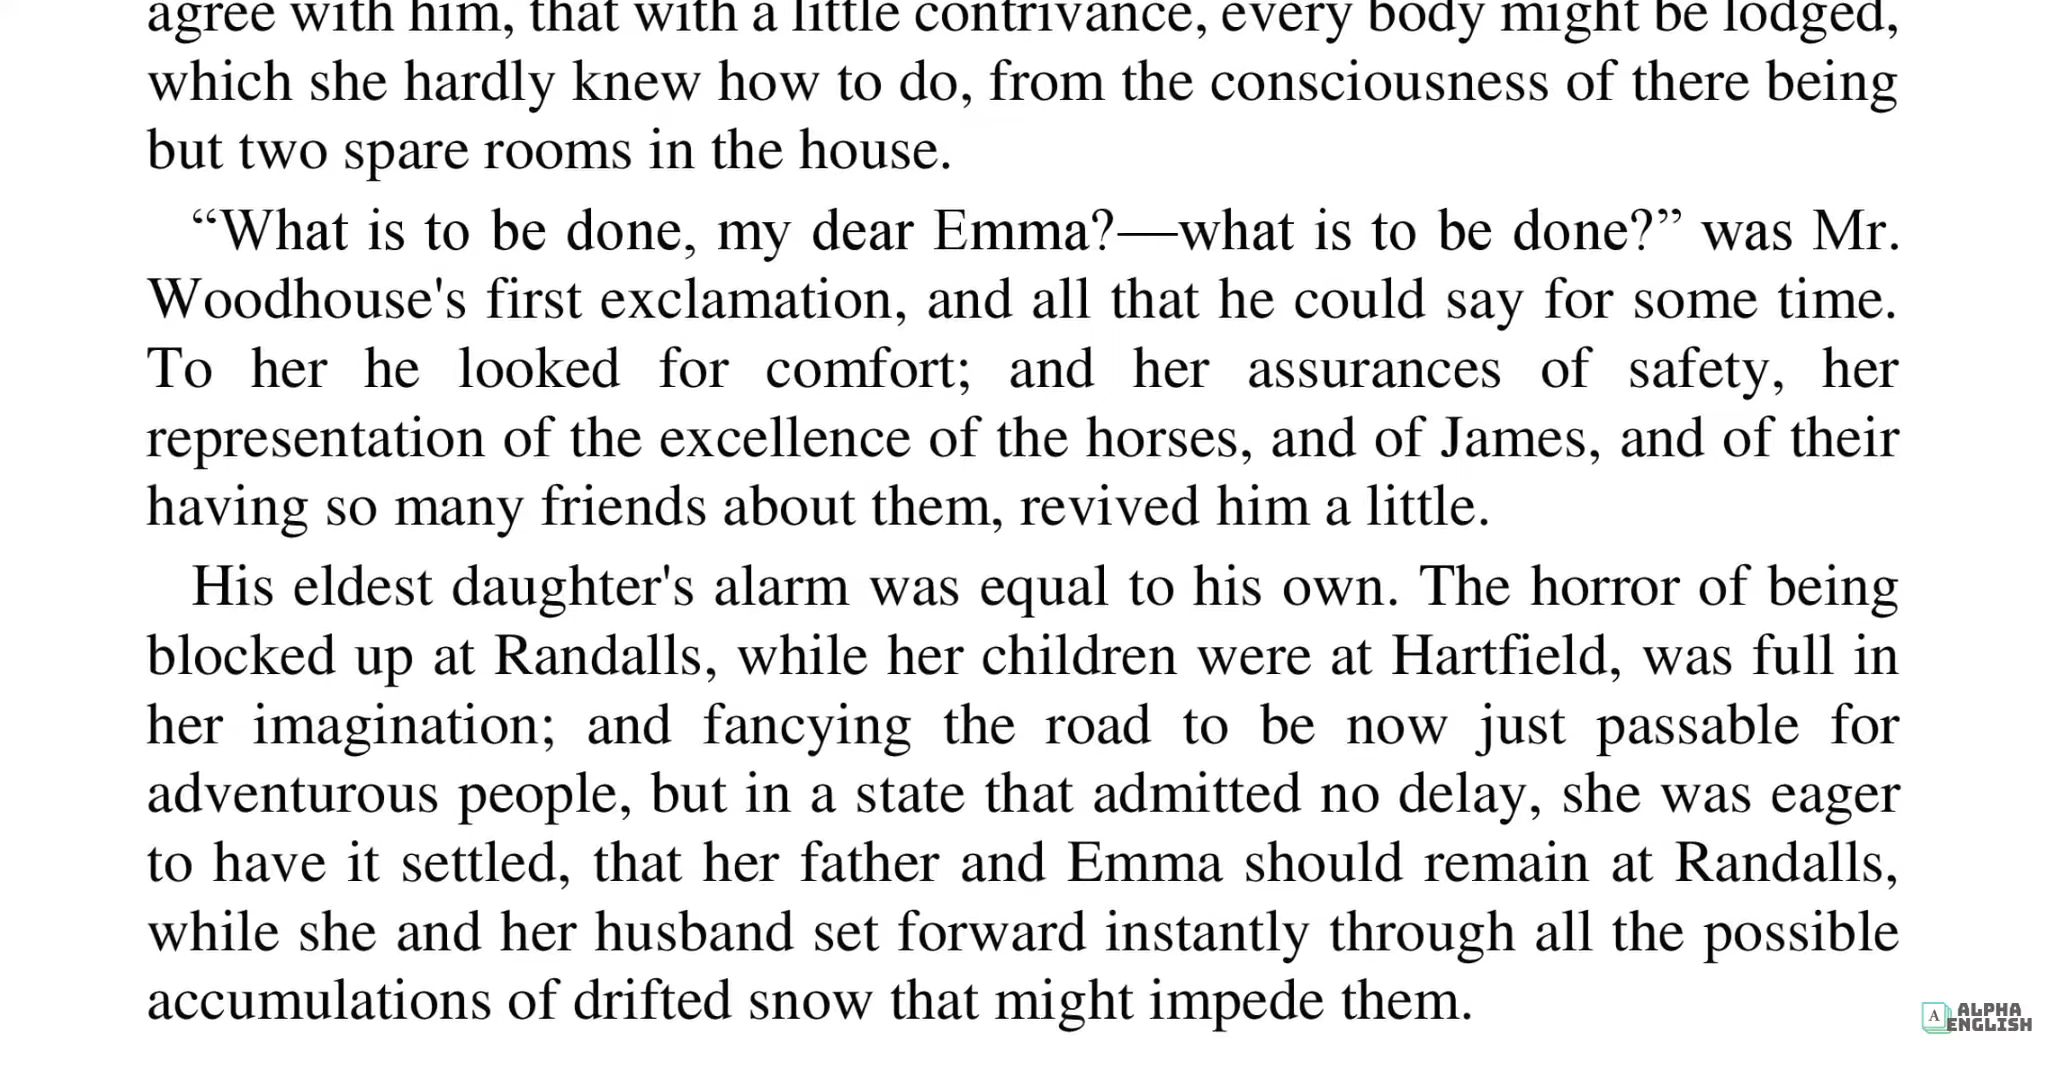 agree with him, that with a little contrivance, every body might be lodged,
which she hardly knew how to do, from the consciousness of there being
but two spare rooms in the house.
“What is to be done, my dear Emma?—what is to be done?” was Mr.
Woodhouse's first exclamation, and all that he could say for some time.
To her he looked for comfort; and her assurances of safety, her
representation of the excellence of the horses, and of James, and of their
having so many friends about them, revived him a little.
His eldest daughter's alarm was equal to his own. The horror of being
blocked up at Randalls, while her children were at Hartfield, was full in
her imagination; and fancying the road to be now just passable for
adventurous people, but in a state that admitted no delay, she was eager
to have it settled, that her father and Emma should remain at Randalls,
while she and her husband set forward instantly through all the possible
accumulations of drifted snow that might impede them.
A ALPHA
ENGLISH